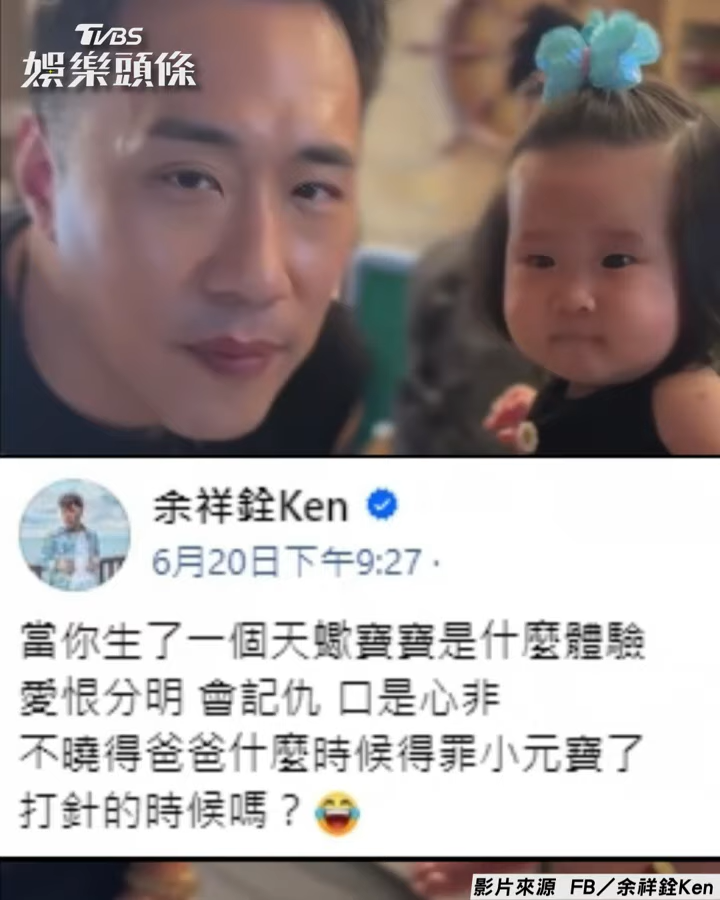 TVBS
娛樂頭條
余祥銓Ken
6月20日下午9:27 ·
當你生了一個天蠍寶寶是什麼體驗
愛恨分明 會記仇 口是心非
不曉得爸爸什麼時候得罪小元寶了
打針的時候嗎？😂
影片來源 FB／余祥銓Ken